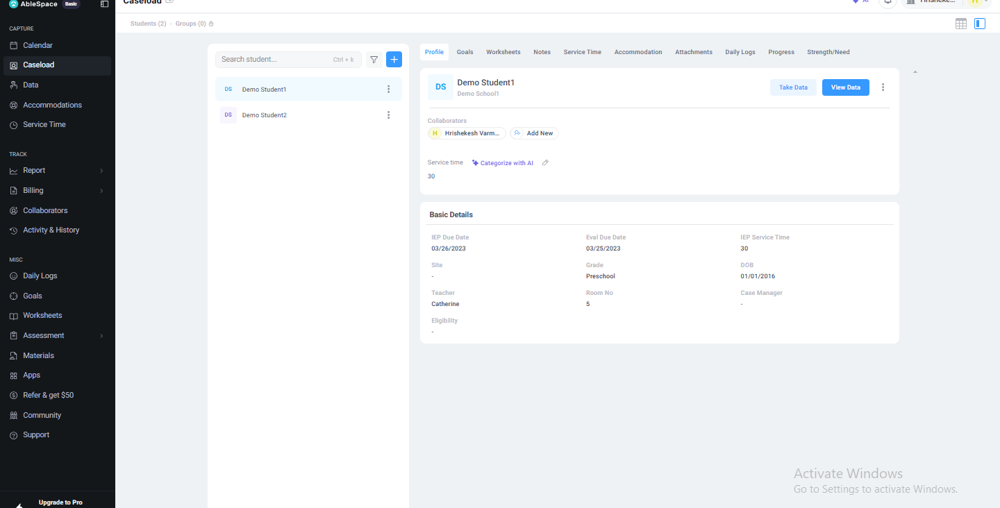 AbleSpace Basic
CAPTURE
Calendar
Caseload
Data
Accommodations
Service Time
TRACK
Report
Billing
Collaborators
Activity & History
MISC
Daily Logs
Goals
Worksheets
Assessment
Materials
Apps
Refer & get $50
Community
Support
Upgrade to Pro
Caseload
AI
H
Students (2) - Groups (0)
Search student... Ctrl + k
DS Demo Student1
DS Demo Student2
Profile Goals Worksheets Notes Service Time Accommodation Attachments Daily Logs Progress Strength/Need
DS Demo Student1
Demo School1
Take Data View Data
Collaborators
H Hrishekesh Varm... Add New
Service time Categorize with AI
30
Basic Details
IEP Due Date Eval Due Date IEP Service Time
03/26/2023 03/25/2023 30
Site Grade DOB
- Preschool 01/01/2016
Teacher Room No Case Manager
Catherine 5 -
Eligibility
-
Activate Windows
Go to Settings to activate Windows.